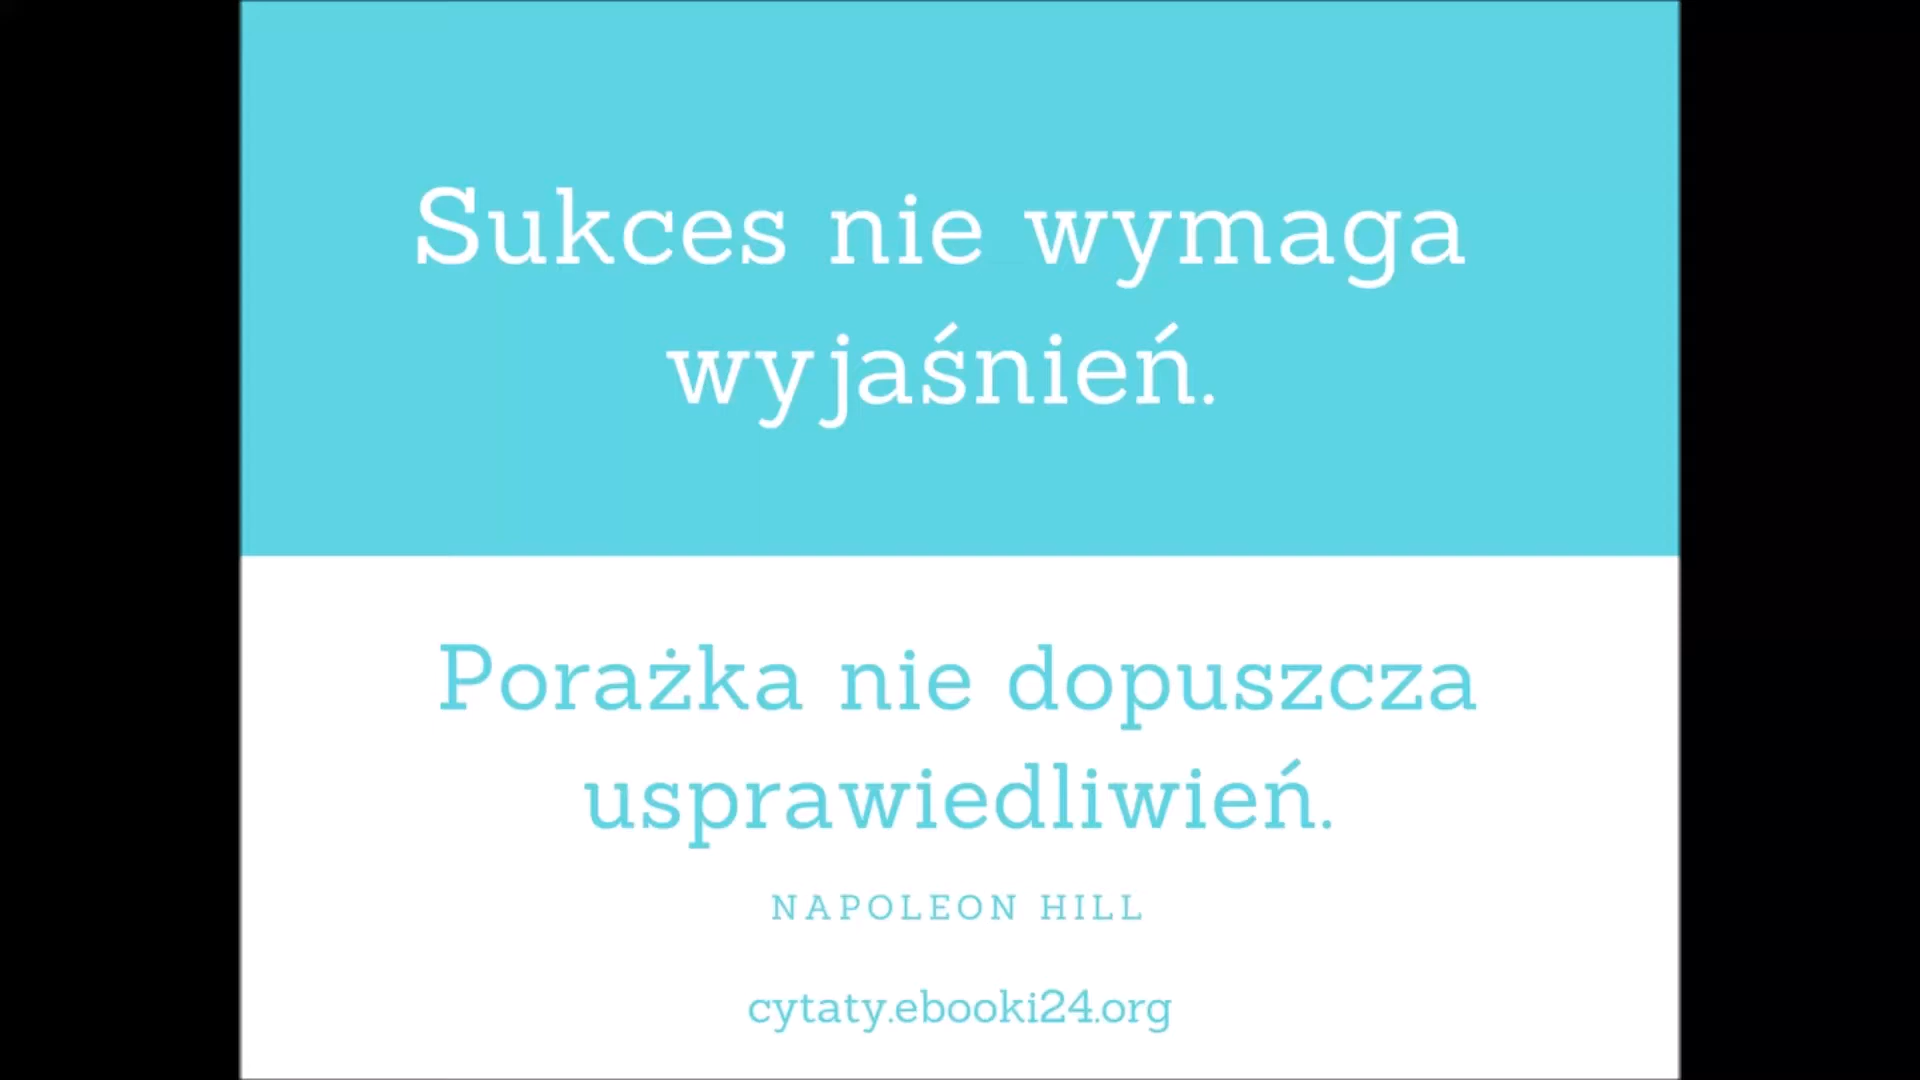 Sukces nie wymaga
wyjaśnień.
Porażka nie dopuszcza
usprawiedliwień.
NAPOLEON HILL
cytaty.ebooki24.org